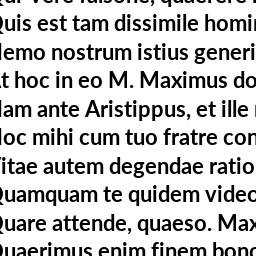 Quis est tam dissimile homi
Nemo nostrum istius generi
At hoc in eo M. Maximus do
Nam ante Aristippus, et ille
Hoc mihi cum tuo fratre con
Vitae autem degendae ratio
Quamquam te quidem video
Quare attende, quaeso. Max
Quaerimus enim finem bono